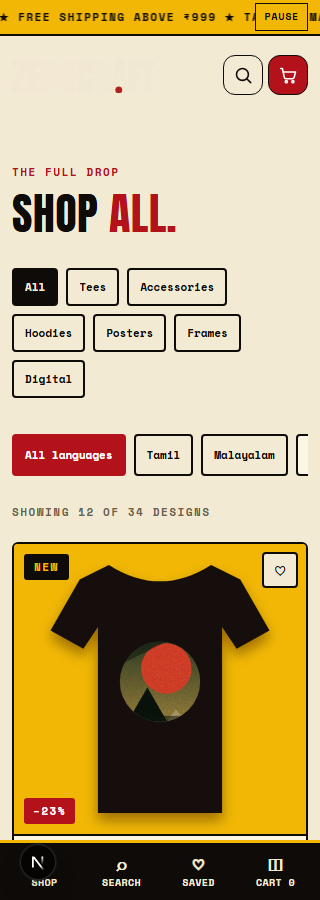 ★ FREE SHIPPING ABOVE ₹999 ★
PAUSE
THE FULL DROP
SHOP ALL.
All
Tees
Accessories
Hoodies
Posters
Frames
Digital
All languages
Tamil
Malayalam
SHOWING 12 OF 34 DESIGNS
NEW
-23%
N
SHOP
SEARCH
SAVED
CART 0